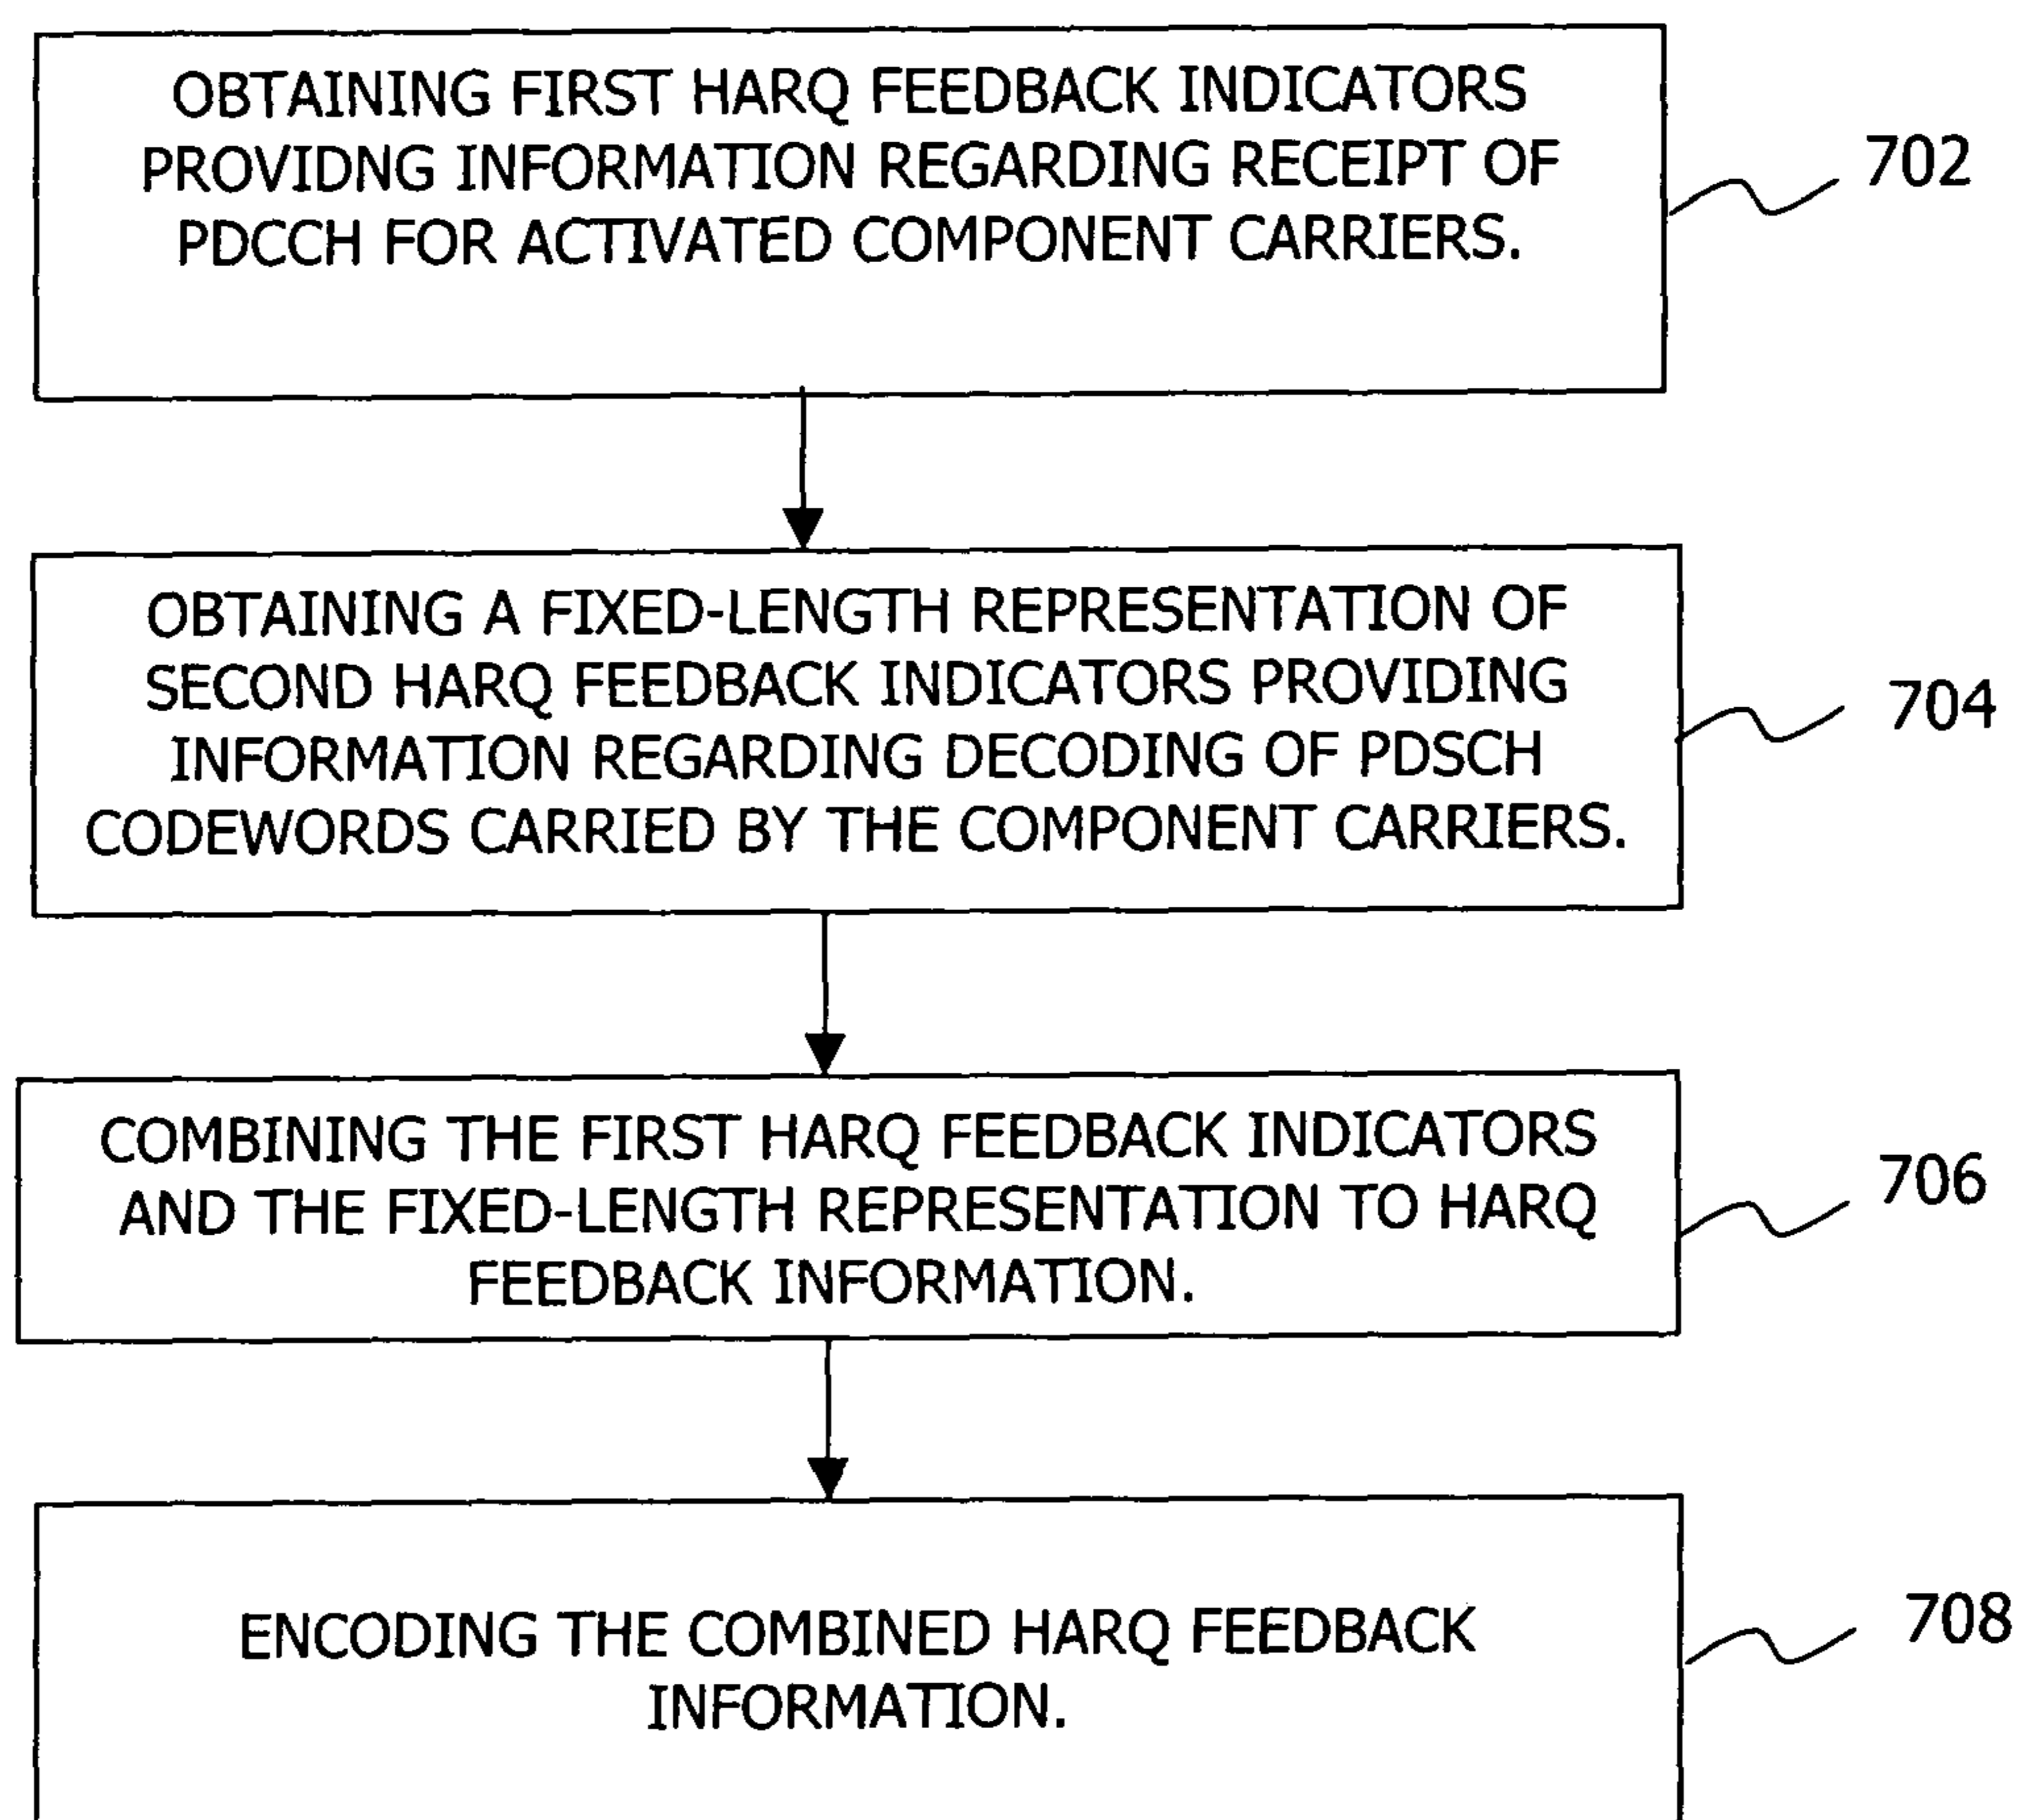 OBTAINING FIRST HARQ FEEDBACK INDICATORS
PROVIDNG INFORMATION REGARDING RECEIPT OF
PDCCH FOR ACTIVATED COMPONENT CARRIERS.
702
OBTAINING A FIXED-LENGTH REPRESENTATION OF
SECOND HARQ FEEDBACK INDICATORS PROVIDING
INFORMATION REGARDING DECODING OF PDSCH
CODEWORDS CARRIED BY THE COMPONENT CARRIERS.
704
COMBINING THE FIRST HARQ FEEDBACK INDICATORS
AND THE FIXED-LENGTH REPRESENTATION TO HARQ
FEEDBACK INFORMATION.
706
ENCODING THE COMBINED HARQ FEEDBACK
INFORMATION.
708